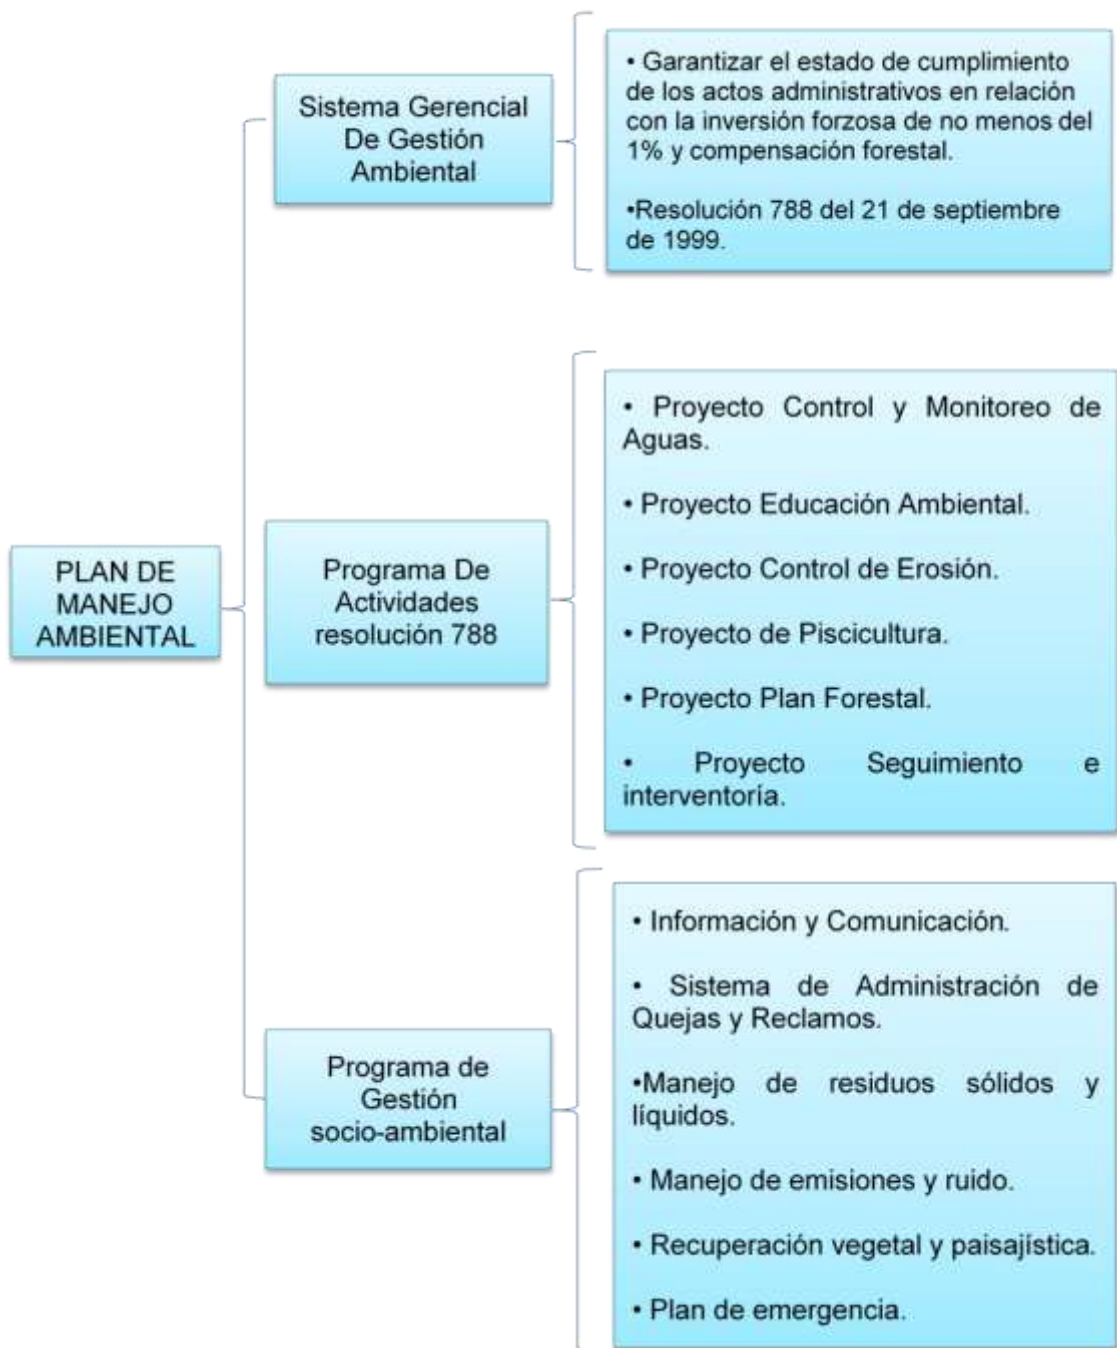 PLAN DE
MANEJO
AMBIENTAL
Sistema Gerencial
De Gestión
Ambiental
• Garantizar el estado de cumplimiento
de los actos administrativos en relación
con la inversión forzosa de no menos del
1% y compensación forestal.
•Resolución 788 del 21 de septiembre
de 1999.
Programa De
Actividades
resolución 788
• Proyecto Control y Monitoreo de
Aguas.
• Proyecto Educación Ambiental.
• Proyecto Control de Erosión.
• Proyecto de Piscicultura.
• Proyecto Plan Forestal.
• Proyecto Seguimiento e
interventoría.
Programa de
Gestión
socio-ambiental
• Información y Comunicación.
• Sistema de Administración de
Quejas y Reclamos.
•Manejo de residuos sólidos y
líquidos.
• Manejo de emisiones y ruido.
• Recuperación vegetal y paisajística.
• Plan de emergencia.